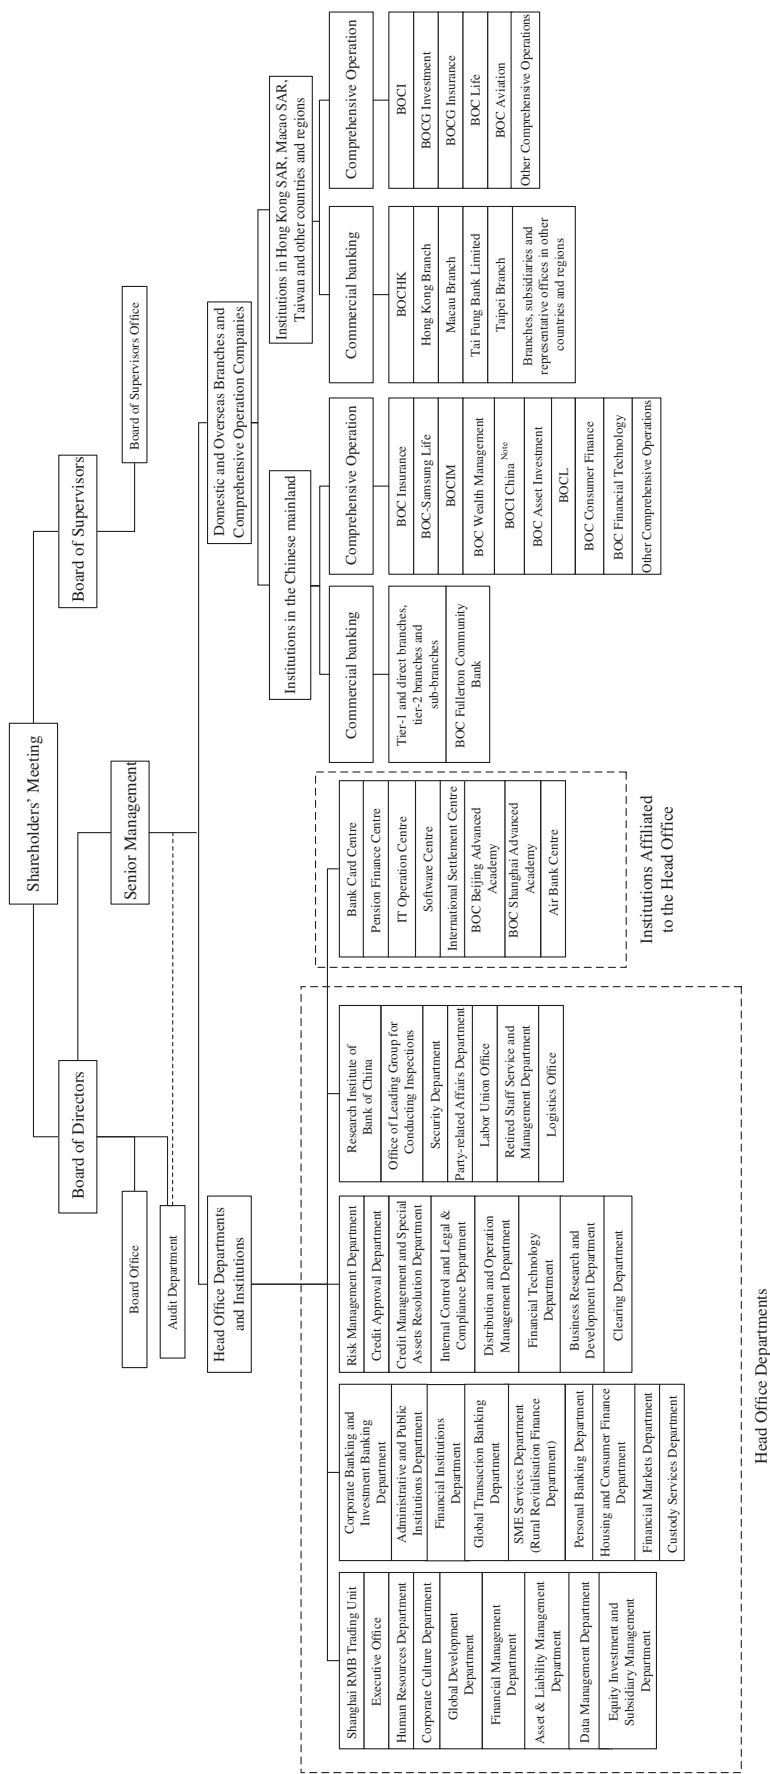 Shareholders' Meeting
Board of Directors
Board of Supervisors
Board Office
Audit Department
Senior Management
Board of Supervisors Office
Head Office Departments
and Institutions
Domestic and Overseas Branches and
Comprehensive Operation Companies
Institutions in the Chinese mainland
Institutions in Hong Kong SAR, Macao SAR,
Taiwan and other countries and regions
Shanghai RMB Trading Unit
Executive Office
Human Resources Department
Corporate Culture Department
Global Development
Department
Financial Management
Department
Asset & Liability Management
Department
Data Management Department
Equity Investment and
Subsidiary Management
Department
Corporate Banking and
Investment Banking
Department
Administrative and Public
Institutions Department
Financial Institutions
Department
Global Transaction Banking
Department
SME Services Department
(Rural Revitalisation Finance
Department)
Personal Banking Department
Housing and Consumer Finance
Department
Financial Markets Department
Custody Services Department
Risk Management Department
Credit Approval Department
Credit Management and Special
Assets Resolution Department
Internal Control and Legal &
Compliance Department
Distribution and Operation
Management Department
Financial Technology
Department
Business Research and
Development Department
Clearing Department
Research Institute of
Bank of China
Office of Leading Group for
Conducting Inspections
Security Department
Party-related Affairs Department
Labor Union Office
Retired Staff Service and
Management Department
Logistics Office
Head Office Departments
Bank Card Centre
Pension Finance Centre
IT Operation Centre
Software Centre
International Settlement Centre
BOC Beijing Advanced
Academy
BOC Shanghai Advanced
Academy
Air Bank Centre
Institutions Affiliated
to the Head Office
Commercial banking
Tier-1 and direct branches,
tier-2 branches and
sub-branches
BOC Fullerton Community
Bank
Comprehensive Operation
BOC Insurance
BOC-Samsung Life
BOCIM
BOC Wealth Management
BOCI China Note
BOC Asset Investment
BOCL
BOC Consumer Finance
BOC Financial Technology
Other Comprehensive Operations
Commercial banking
BOCHK
Hong Kong Branch
Macau Branch
Tai Fung Bank Limited
Taipei Branch
Branches, subsidiaries and
representative offices in other
countries and regions
Comprehensive Operation
BOCI
BOCG Investment
BOCG Insurance
BOC Life
BOC Aviation
Other Comprehensive Operations